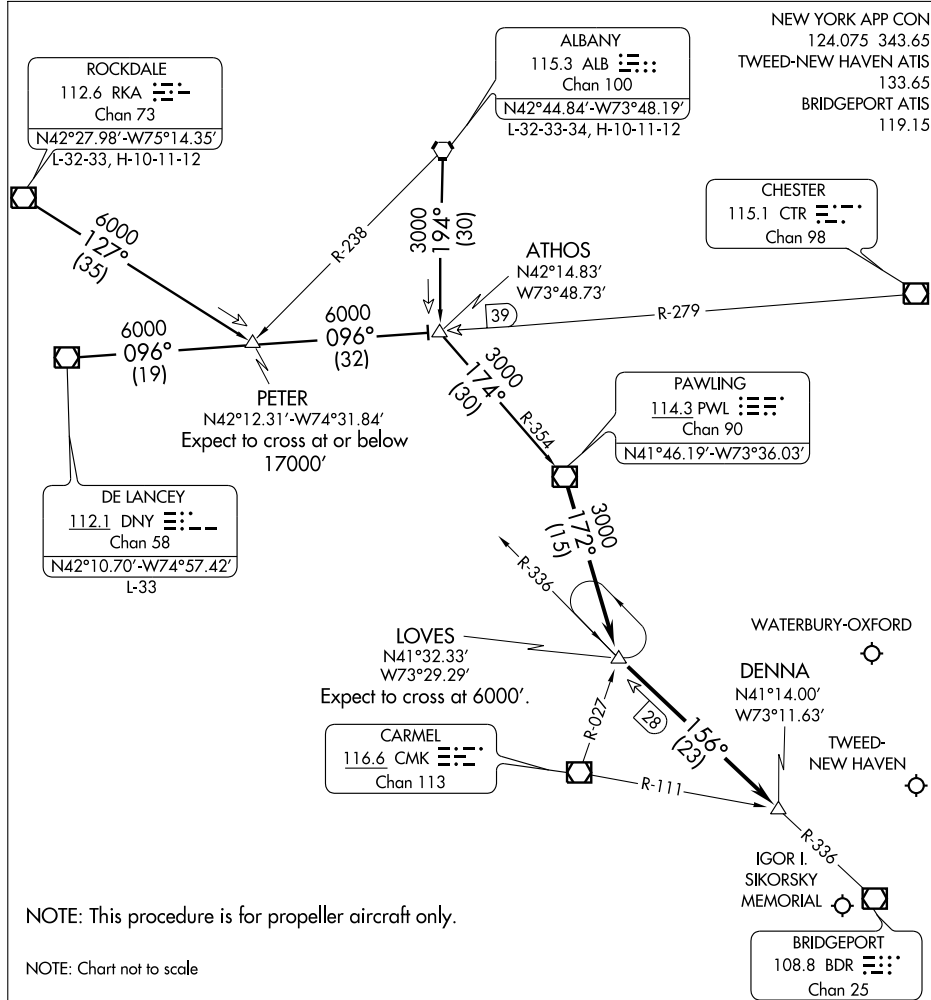 NEW YORK APP CON
124.075 343.65
TWEED-NEW HAVEN ATIS
133.65
BRIDGEPORT ATIS
119.15
ALBANY
115.3 ALB
Chan 100
N42°44.84'-W73°48.19'
L-32-33-34, H-10-11-12
ROCKDALE
112.6 RKA
Chan 73
N42°27.98'-W75°14.35'
L-32-33, H-10-11-12
CHESTER
115.1 CTR
Chan 98
6000
127°
(35)
R-238
3000
194°
(30)
ATHOS
N42°14.83'
W73°48.73'
39
R-279
6000
096°
(19)
6000
096°
(32)
PETER
N42°12.31'-W74°31.84'
Expect to cross at or below
17000'
3000
174°
(30)
R-354
PAWLING
114.3 PWL
Chan 90
N41°46.19'-W73°36.03'
DE LANCEY
112.1 DNY
Chan 58
N42°10.70'-W74°57.42'
L-33
3000
172°
(15)
R-336
LOVES
N41°32.33'
W73°29.29'
Expect to cross at 6000'.
WATERBURY-OXFORD
DENNA
N41°14.00'
W73°11.63'
R-027
28
156°
(23)
CARMEL
116.6 CMK
Chan 113
R-111
TWEED-
NEW HAVEN
R-336
IGOR I.
SIKORSKY
MEMORIAL
BRIDGEPORT
108.8 BDR
Chan 25
NOTE: This procedure is for propeller aircraft only.
NOTE: Chart not to scale